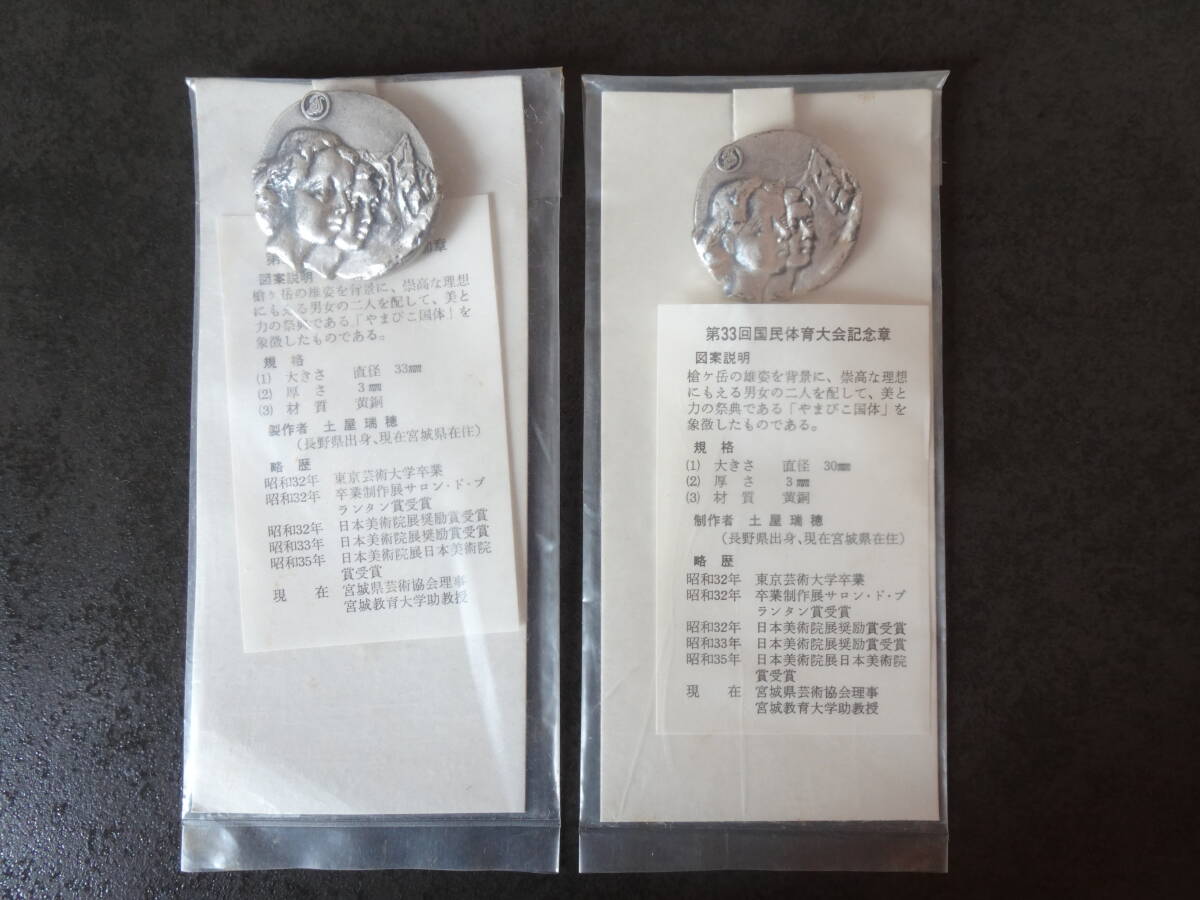 第
章
図案説明
槍ヶ岳の雄姿を背景に、崇高な理想
にもえる男女の二人を配して、美と
力の祭典である「やまびこ国体」を
象徴したものである。
規 格
(1) 大きさ 直径 33㎜
(2) 厚 さ 3㎜
(3) 材 質 黄銅
製作者 土屋瑞穂
(長野県出身、現在宮城県在住)
略 歴
昭和32年 東京芸術大学卒業
昭和32年 卒業制作展サロン・ド・プ
ランタン賞受賞
昭和32年 日本美術院展奨励賞受賞
昭和33年 日本美術院展奨励賞受賞
昭和35年 日本美術院展日本美術院
賞受賞
現 在 宮城県芸術協会理事
宮城教育大学助教授
第33回国民体育大会記念章
図案説明
槍ヶ岳の雄姿を背景に、崇高な理想
にもえる男女の二人を配して、美と
力の祭典である「やまびこ国体」を
象徴したものである。
規 格
(1) 大きさ 直径 30㎜
(2) 厚 さ 3㎜
(3) 材 質 黄銅
制作者 土屋瑞穂
(長野県出身、現在宮城県在住)
略 歴
昭和32年 東京芸術大学卒業
昭和32年 卒業制作展サロン・ド・プ
ランタン賞受賞
昭和32年 日本美術院展奨励賞受賞
昭和33年 日本美術院展奨励賞受賞
昭和35年 日本美術院展日本美術院
賞受賞
現 在 宮城県芸術協会理事
宮城教育大学助教授